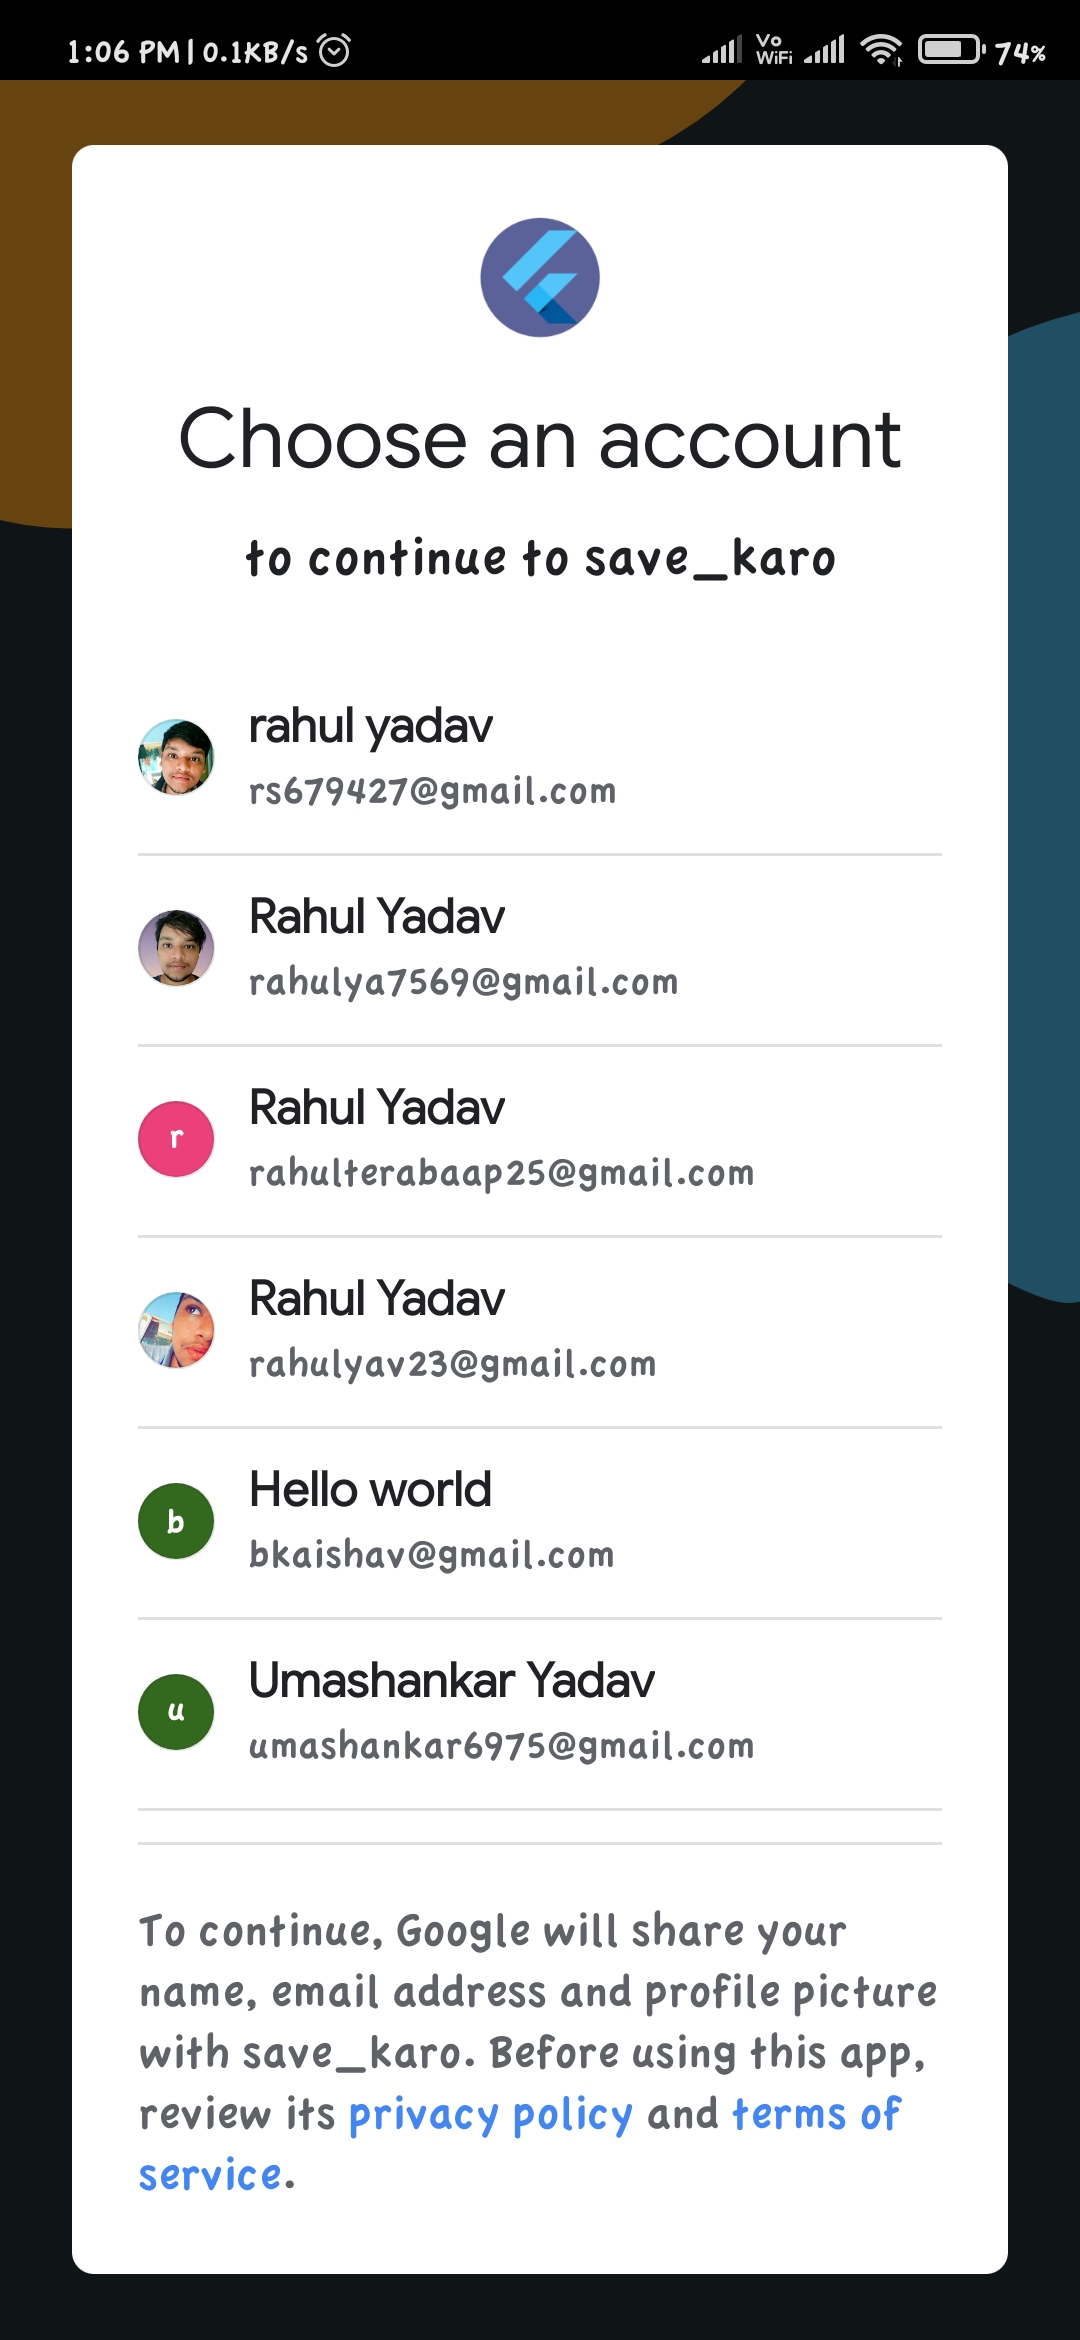 1:06 PM | 0.1KB/s
Vo
WiFi
74%
Choose an account
to continue to save_karo
rahul yadav
rs679427@gmail.com
Rahul Yadav
rahulya7569@gmail.com
r
Rahul Yadav
rahulterabaap25@gmail.com
Rahul Yadav
rahulyav23@gmail.com
b
Hello world
bkaishav@gmail.com
u
Umashankar Yadav
umashankar6975@gmail.com
To continue, Google will share your
name, email address and profile picture
with save_karo. Before using this app,
review its privacy policy and terms of
service.